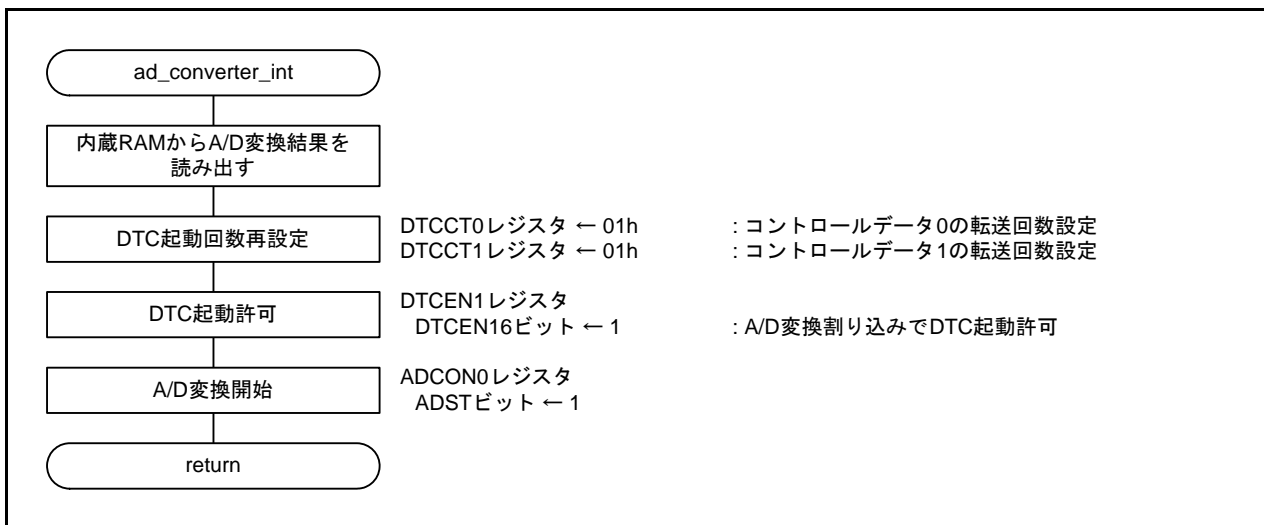 ad_converter_int
内蔵RAMからA/D変換結果を
読み出す
DTC起動回数再設定
DTCCT0レジスタ ← 01h : コントロールデータ0の転送回数設定
DTCCT1レジスタ ← 01h : コントロールデータ1の転送回数設定
DTC起動許可
DTCEN1レジスタ
DTCEN16ビット ← 1 : A/D変換割り込みでDTC起動許可
A/D変換開始
ADCON0レジスタ
ADSTビット ← 1
return